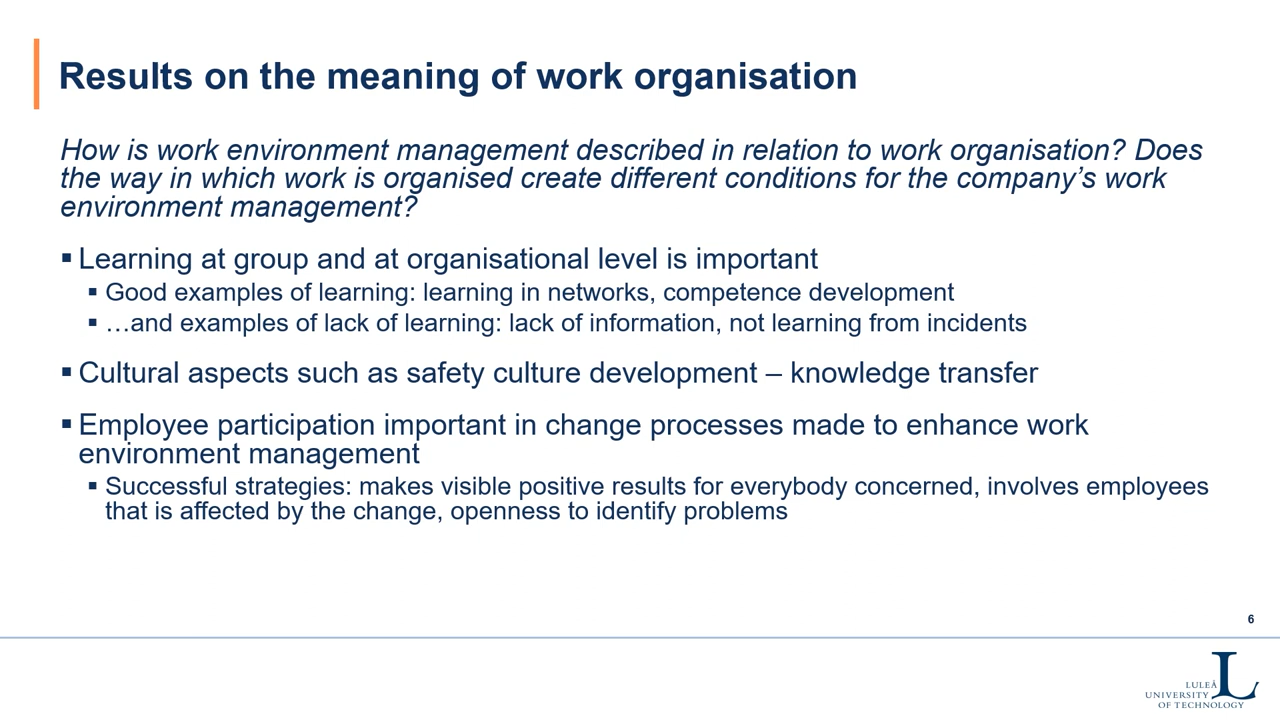 Results on the meaning of work organisation
How is work environment management described in relation to work organisation? Does
the way in which work is organised create different conditions for the company’s work
environment management?
▪ Learning at group and at organisational level is important
▪ Good examples of learning: learning in networks, competence development
▪ …and examples of lack of learning: lack of information, not learning from incidents
▪ Cultural aspects such as safety culture development – knowledge transfer
▪ Employee participation important in change processes made to enhance work
environment management
▪ Successful strategies: makes visible positive results for everybody concerned, involves employees
that is affected by the change, openness to identify problems
6
L
LULEÅ
UNIVERSITY
OF TECHNOLOGY